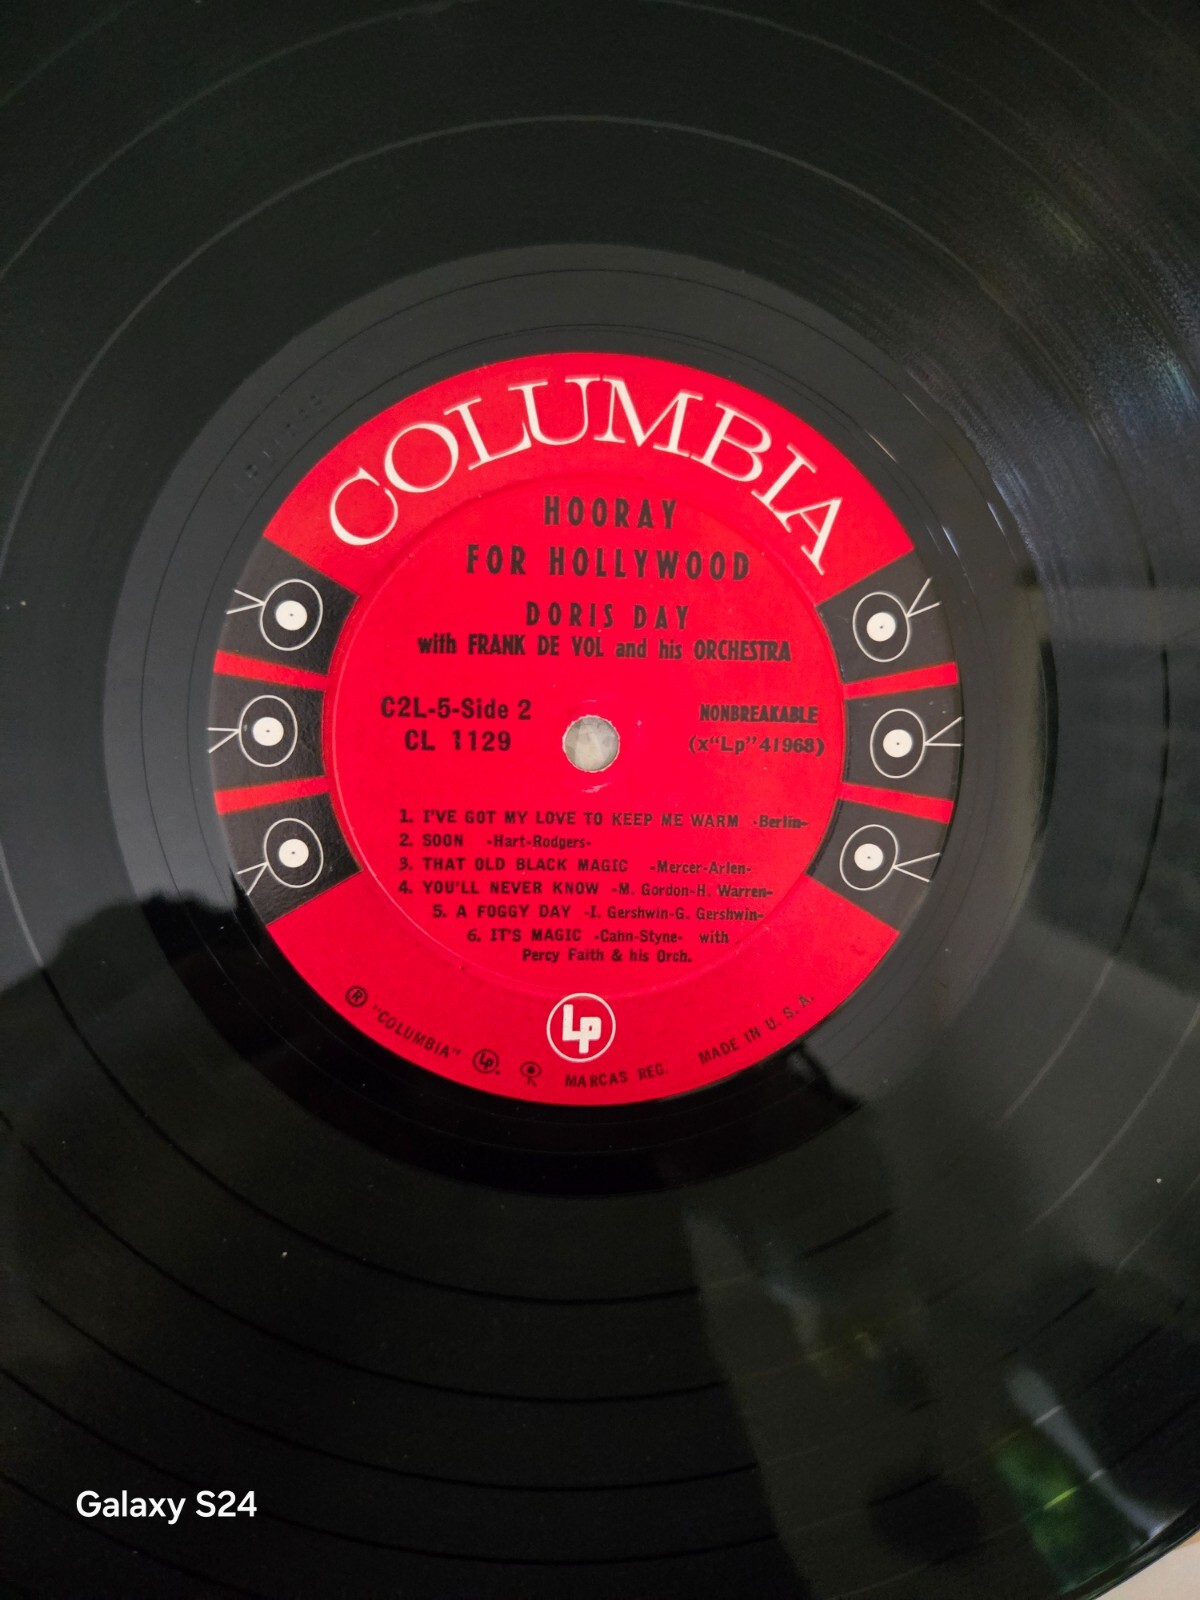 COLUMBIA
HOORAY
FOR HOLLYWOOD
DORIS DAY
with FRANK DE VOL and his ORCHESTRA
C2L-5-Side 2
CL 1129
NONBREAKABLE
(x"Lp"41968)
1. I'VE GOT MY LOVE TO KEEP ME WARM -Berlin-
2. SOON -Hart-Rodgers-
3. THAT OLD BLACK MAGIC -Mercer-Arlen-
4. YOU'LL NEVER KNOW -M. Gordon-H. Warren-
5. A FOGGY DAY -I. Gershwin-G. Gershwin-
6. IT'S MAGIC -Cahn-Styne- with
Percy Faith & his Orch.
Lp
® "COLUMBIA" Lp. MARCAS REG. MADE IN U. S. A.
Galaxy S24